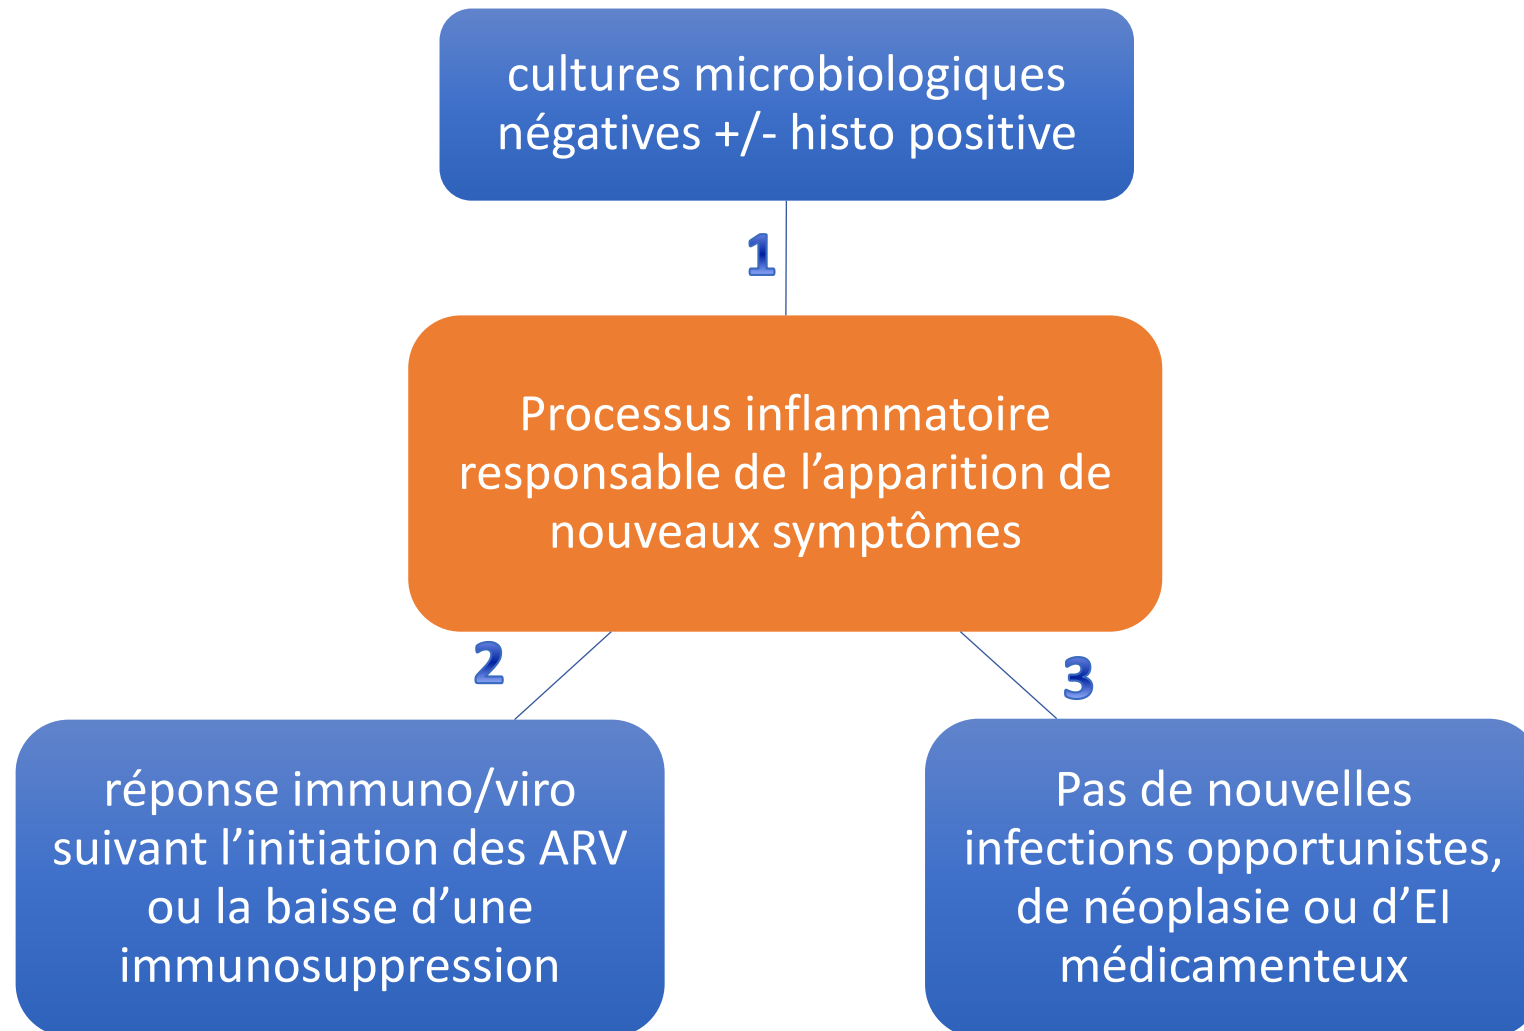 cultures microbiologiques
négatives +/- histo positive
1
Processus inflammatoire
responsable de l’apparition de
nouveaux symptômes
2
3
réponse immuno/viro
suivant l’initiation des ARV
ou la baisse d’une
immunosuppression
Pas de nouvelles
infections opportunistes,
de néoplasie ou d’EI
médicamenteux